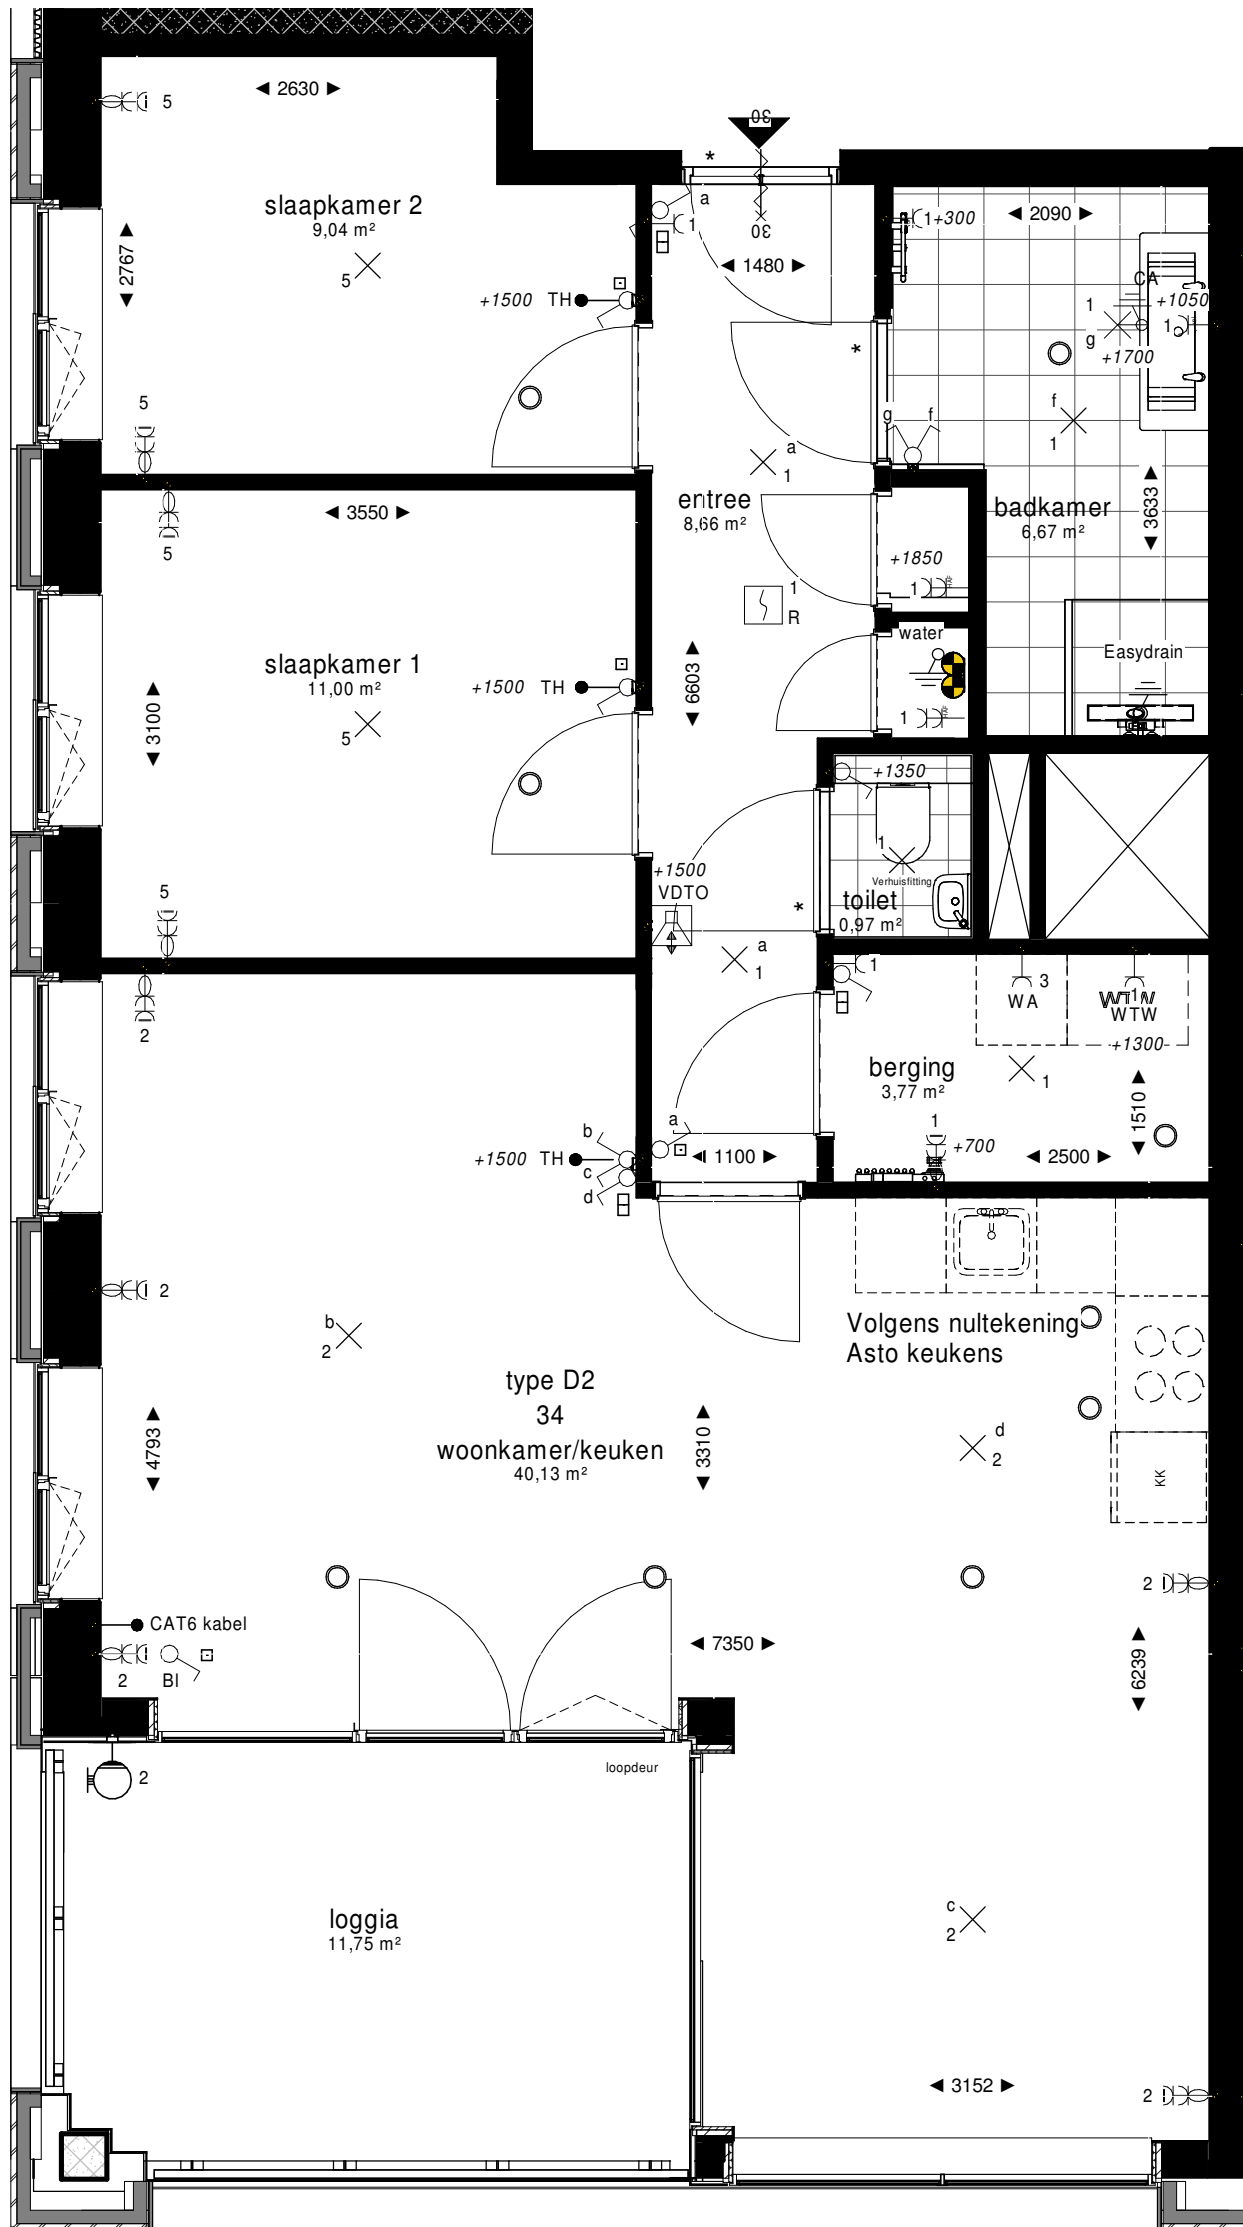 ◄ 2630 ►
5
30
*
slaapkamer 2
9,04 m²
5
◄ 2767 ►
+1500 TH
5
a
1
30
◄ 1480 ►
*
1+300
◄ 2090 ►
CA
1
+1050
1
g
+1700
g
f
f
1
a
1
entree
8,66 m²
badkamer
6,67 m²
◄ 3633 ►
◄ 3550 ►
5
+1850
1
1
R
water
1
Easydrain
slaapkamer 1
11,00 m²
5
◄ 3100 ►
+1500 TH
◄ 6603 ►
+1350
1
Verhuisfitting
toilet
0,97 m²
+1500
VDTO
*
5
a
1
1
3
WA
1
WTW
WTW
+1300
2
berging
3,77 m²
1
◄ 1510 ►
1
+700
◄ 2500 ►
a
◄ 1100 ►
b
+1500 TH
c
d
2
b
2
Volgens nultekening
Asto keukens
type D2
34
woonkamer/keuken
40,13 m²
◄ 4793 ►
◄ 3310 ►
d
2
KK
2
CAT6 kabel
2
BI
◄ 7350 ►
◄ 6239 ►
loopdeur
2
loggia
11,75 m²
c
2
◄ 3152 ►
2